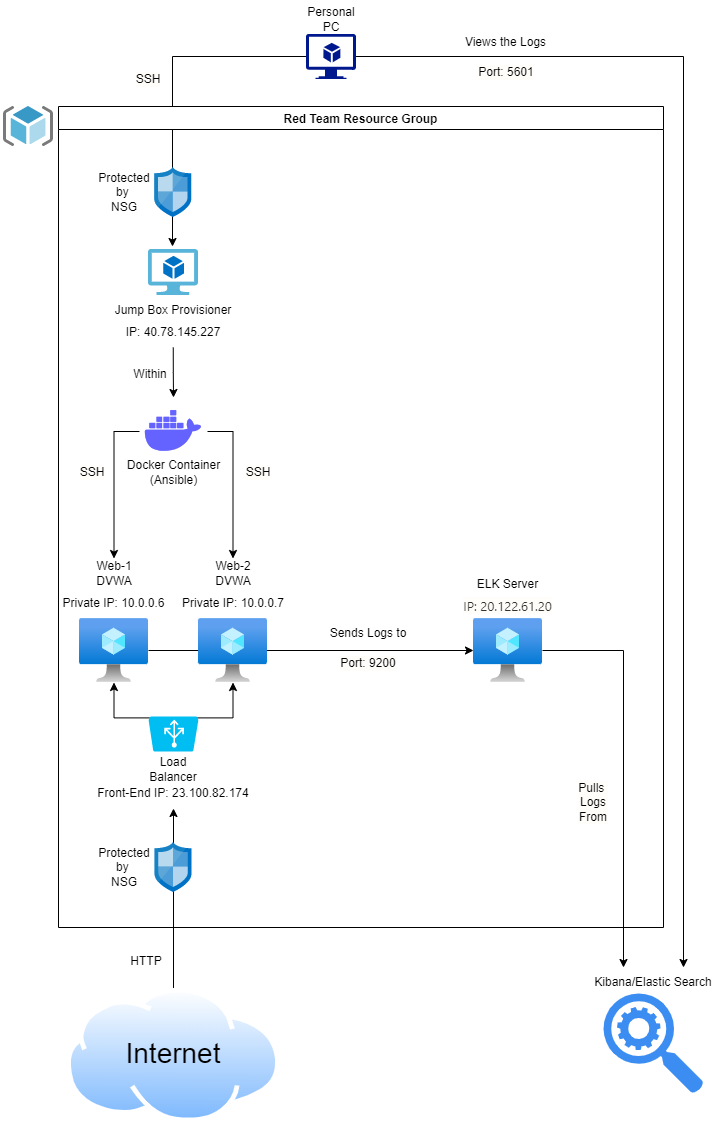 Personal
PC
Views the Logs
Port: 5601
SSH
Red Team Resource Group
Protected
by
NSG
Jump Box Provisioner
IP: 40.78.145.227
Within
Docker Container
(Ansible)
SSH
SSH
Web-1
DVWA
Private IP: 10.0.0.6
Web-2
DVWA
Private IP: 10.0.0.7
ELK Server
IP: 20.122.61.20
Sends Logs to
Port: 9200
Load
Balancer
Front-End IP: 23.100.82.174
Pulls
Logs
From
Protected
by
NSG
HTTP
Kibana/Elastic Search
Internet